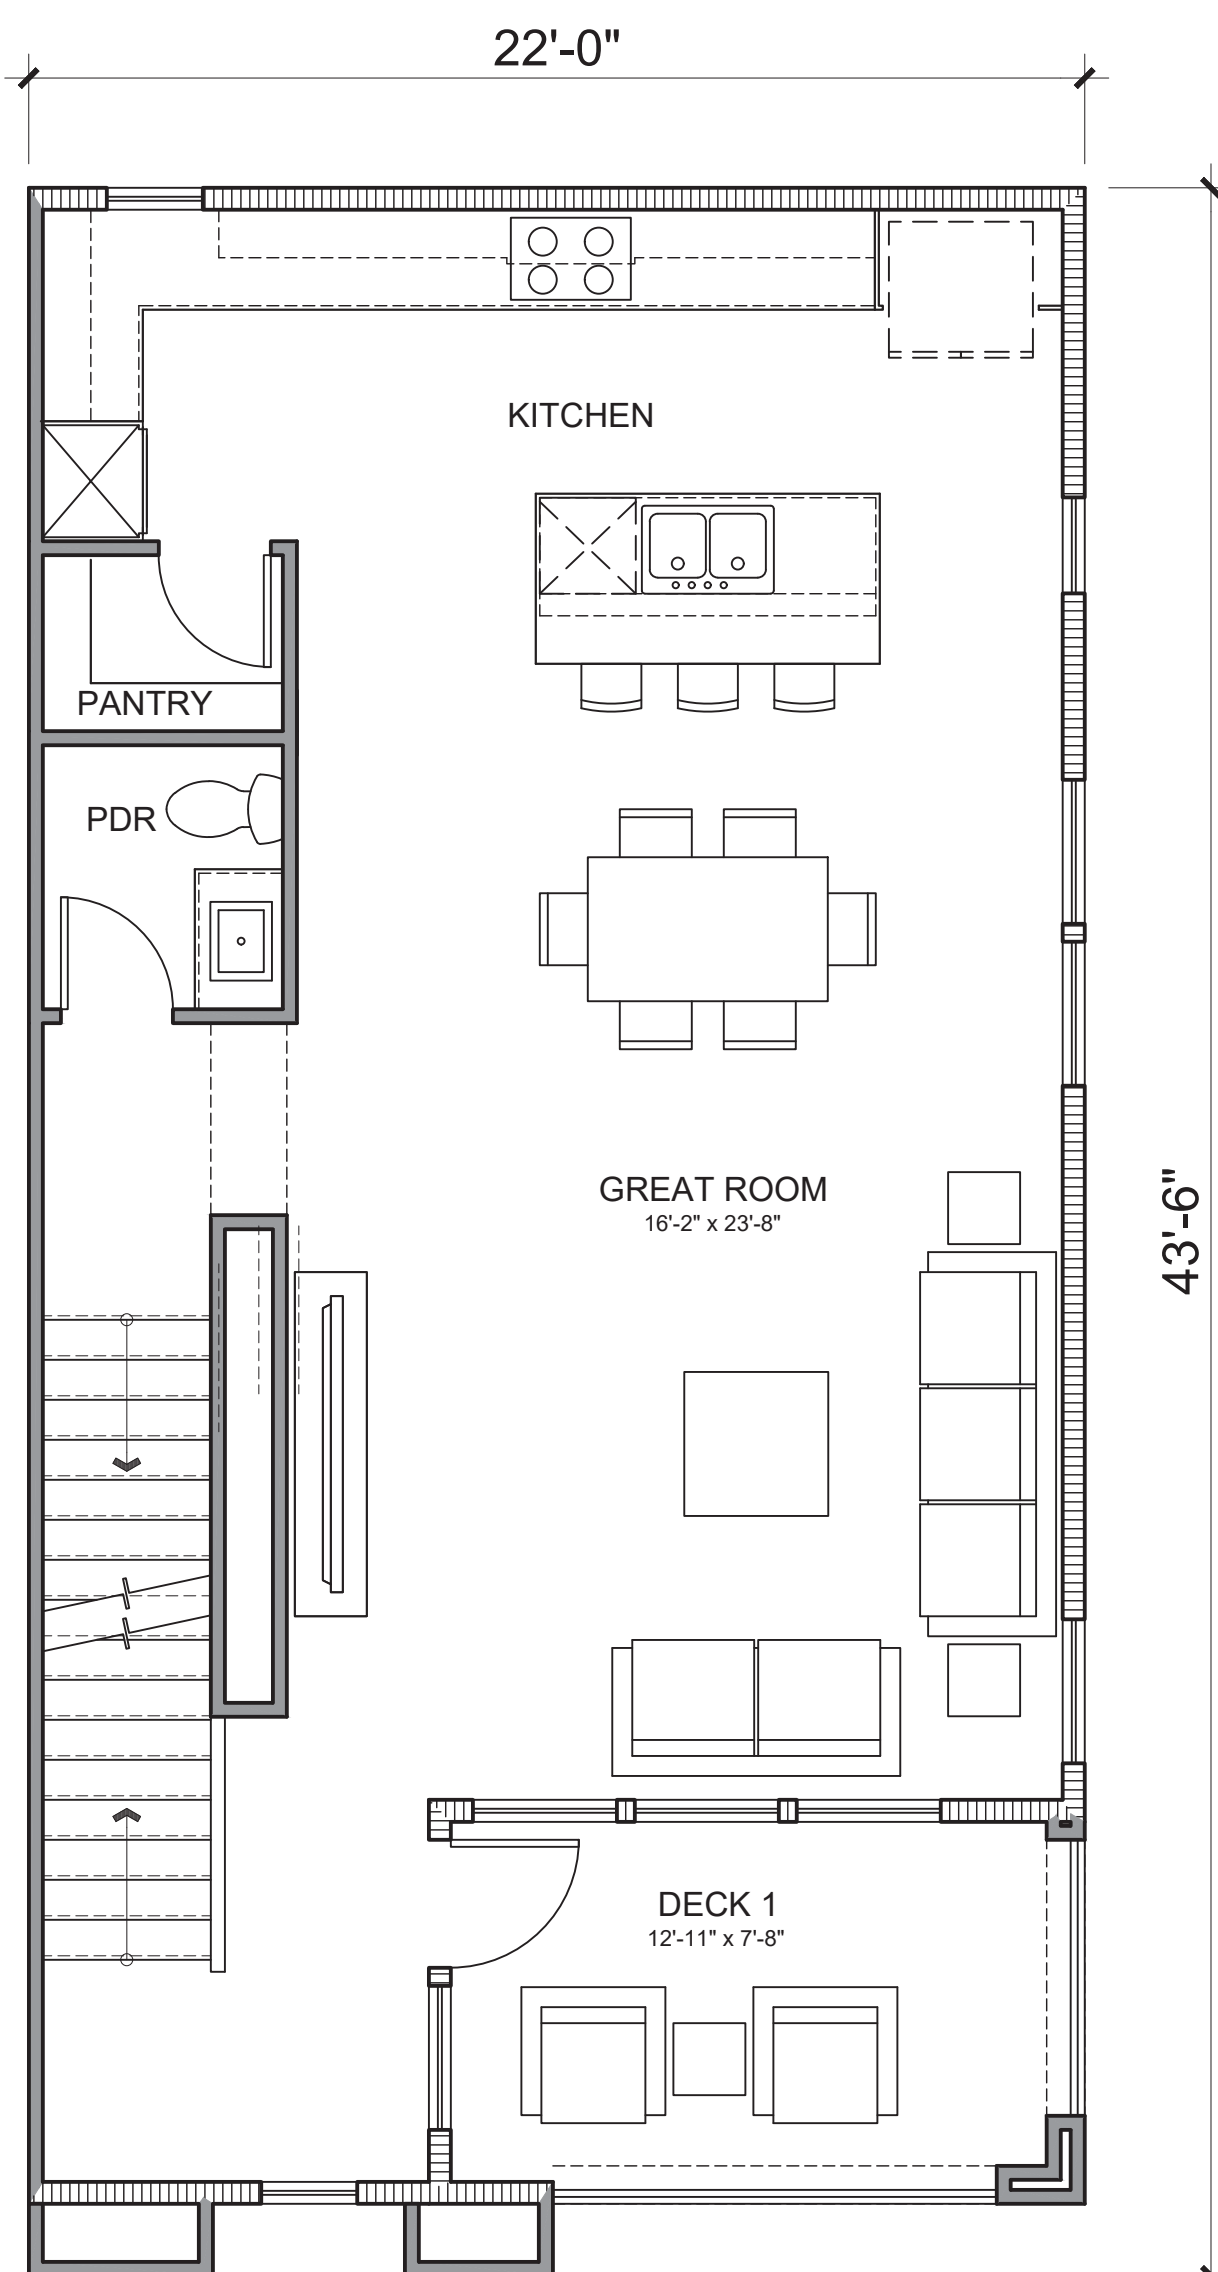 22'-0"
KITCHEN
PANTRY
PDR
GREAT ROOM
16'-2" x 23'-8"
43'-6"
DECK 1
12'-11" x 7'-8"